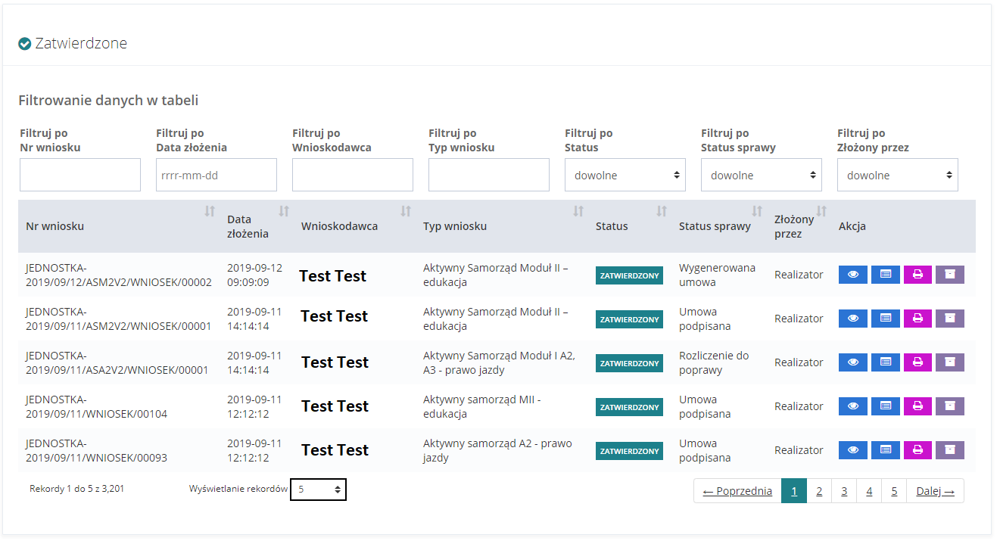 Zatwierdzone
Filtrowanie danych w tabeli
Filtruj po Nr wniosku
Filtruj po Data złożenia
Filtruj po Wnioskodawca
Filtruj po Typ wniosku
Filtruj po Status
Filtruj po Status sprawy
Filtruj po Złożony przez
rrrr-mm-dd dowolne dowolne dowolne
Nr wniosku Data złożenia Wnioskodawca Typ wniosku Status Status sprawy Złożony przez Akcja
JEDNOSTKA-2019/09/12/ASM2V2/WNIOSEK/00002 2019-09-12 09:09:09 Test Test Aktywny Samorząd Moduł II – edukacja ZATWIERDZONY Wygenerowana umowa Realizator
JEDNOSTKA-2019/09/11/ASM2V2/WNIOSEK/00001 2019-09-11 14:14:14 Test Test Aktywny Samorząd Moduł II – edukacja ZATWIERDZONY Umowa podpisana Realizator
JEDNOSTKA-2019/09/11/ASA2V2/WNIOSEK/00001 2019-09-11 14:14:14 Test Test Aktywny Samorząd Moduł I A2, A3 - prawo jazdy ZATWIERDZONY Rozliczenie do poprawy Realizator
JEDNOSTKA-2019/09/11/WNIOSEK/00104 2019-09-11 12:12:12 Test Test Aktywny samorząd MII - edukacja ZATWIERDZONY Umowa podpisana Realizator
JEDNOSTKA-2019/09/11/WNIOSEK/00093 2019-09-11 12:12:12 Test Test Aktywny samorząd A2 - prawo jazdy ZATWIERDZONY Umowa podpisana Realizator
Rekordy 1 do 5 z 3,201 Wyświetlanie rekordów 5 ← Poprzednia 1 2 3 4 5 Dalej →